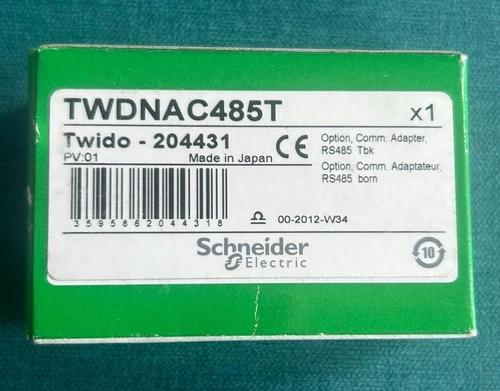 TWDNAC485T x1
Twido - 204431
PV:01 Made in Japan CE
Option, Comm. Adapter,
RS485 Tbk
Option, Comm. Adaptateur,
RS485 born
3595862044318
00-2012-W34
Schneider
Electric
10